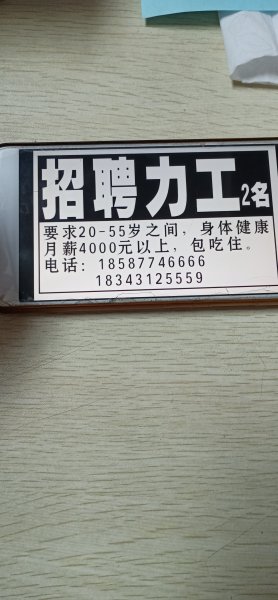 招聘力工2名
要求20-55岁之间，身体健康
月薪4000元以上，包吃住。
电话：18587746666
18343125559